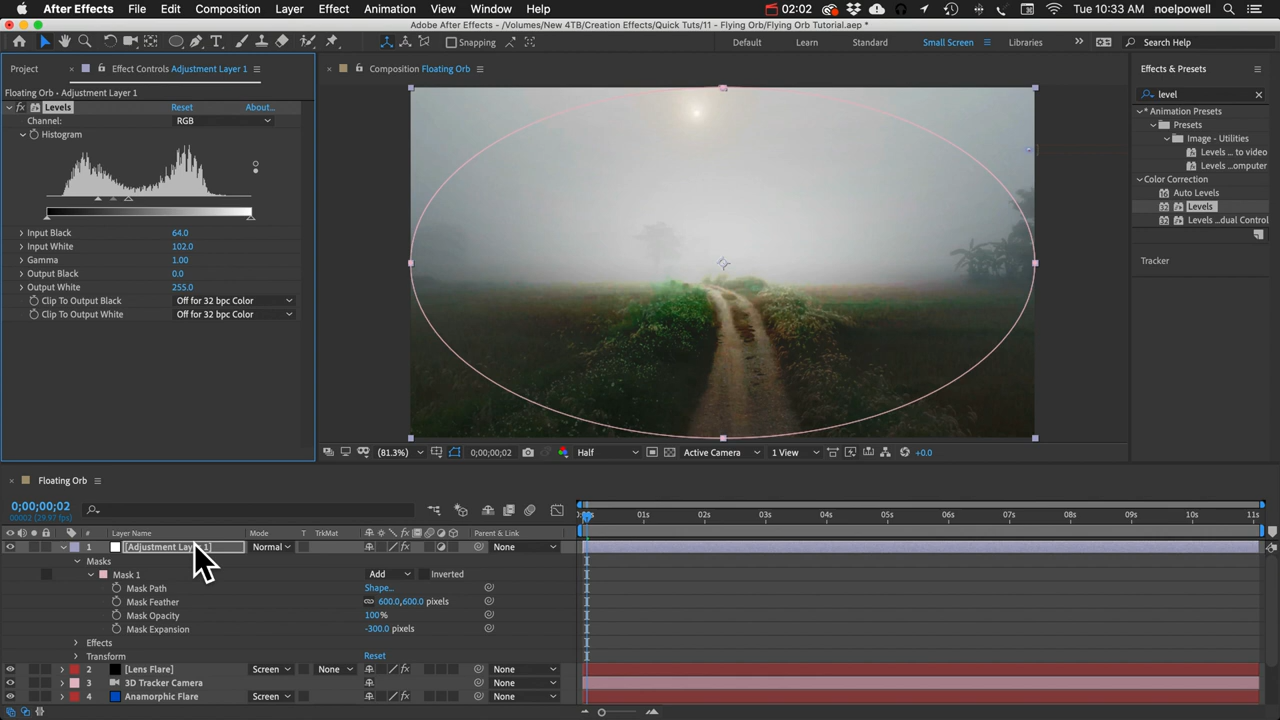 After Effects File Edit Composition Layer Effect Animation View Window Help 02:02 Tue 10:33 AM noelpowell
Adobe After Effects - /Volumes/New 4TB/Creation Effects/Quick Tuts/11 - Flying Orb/Flying Orb Tutorial.aep *
Snapping Default Learn Standard Small Screen Libraries Search Help
Project Effect Controls Adjustment Layer 1 Composition Floating Orb Effects & Presets
Floating Orb • Adjustment Layer 1 level
fx Levels Reset About... * Animation Presets
Channel: RGB Presets
Histogram Image - Utilities
Levels ... to video
Levels ...omputer
Color Correction
Auto Levels
Levels
Levels ...dual Control
Input Black 64.0
Input White 102.0
Gamma 1.00 Tracker
Output Black 0.0
Output White 255.0
Clip To Output Black Off for 32 bpc Color
Clip To Output White Off for 32 bpc Color
(81.3%) 0;00;00;02 Half Active Camera 1 View +0.0
Floating Orb
0;00;00;02
00002 (29.97 fps)
01s 02s 03s 04s 05s 06s 07s 08s 09s 10s 11s
# Layer Name Mode T TrkMat Parent & Link
1 [Adjustment Layer 1] Normal None
Masks
Mask 1 Add Inverted
Mask Path Shape...
Mask Feather 600.0,600.0 pixels
Mask Opacity 100%
Mask Expansion -300.0 pixels
Effects
Transform Reset
2 [Lens Flare] Screen None None
3 3D Tracker Camera None
4 Anamorphic Flare Screen None